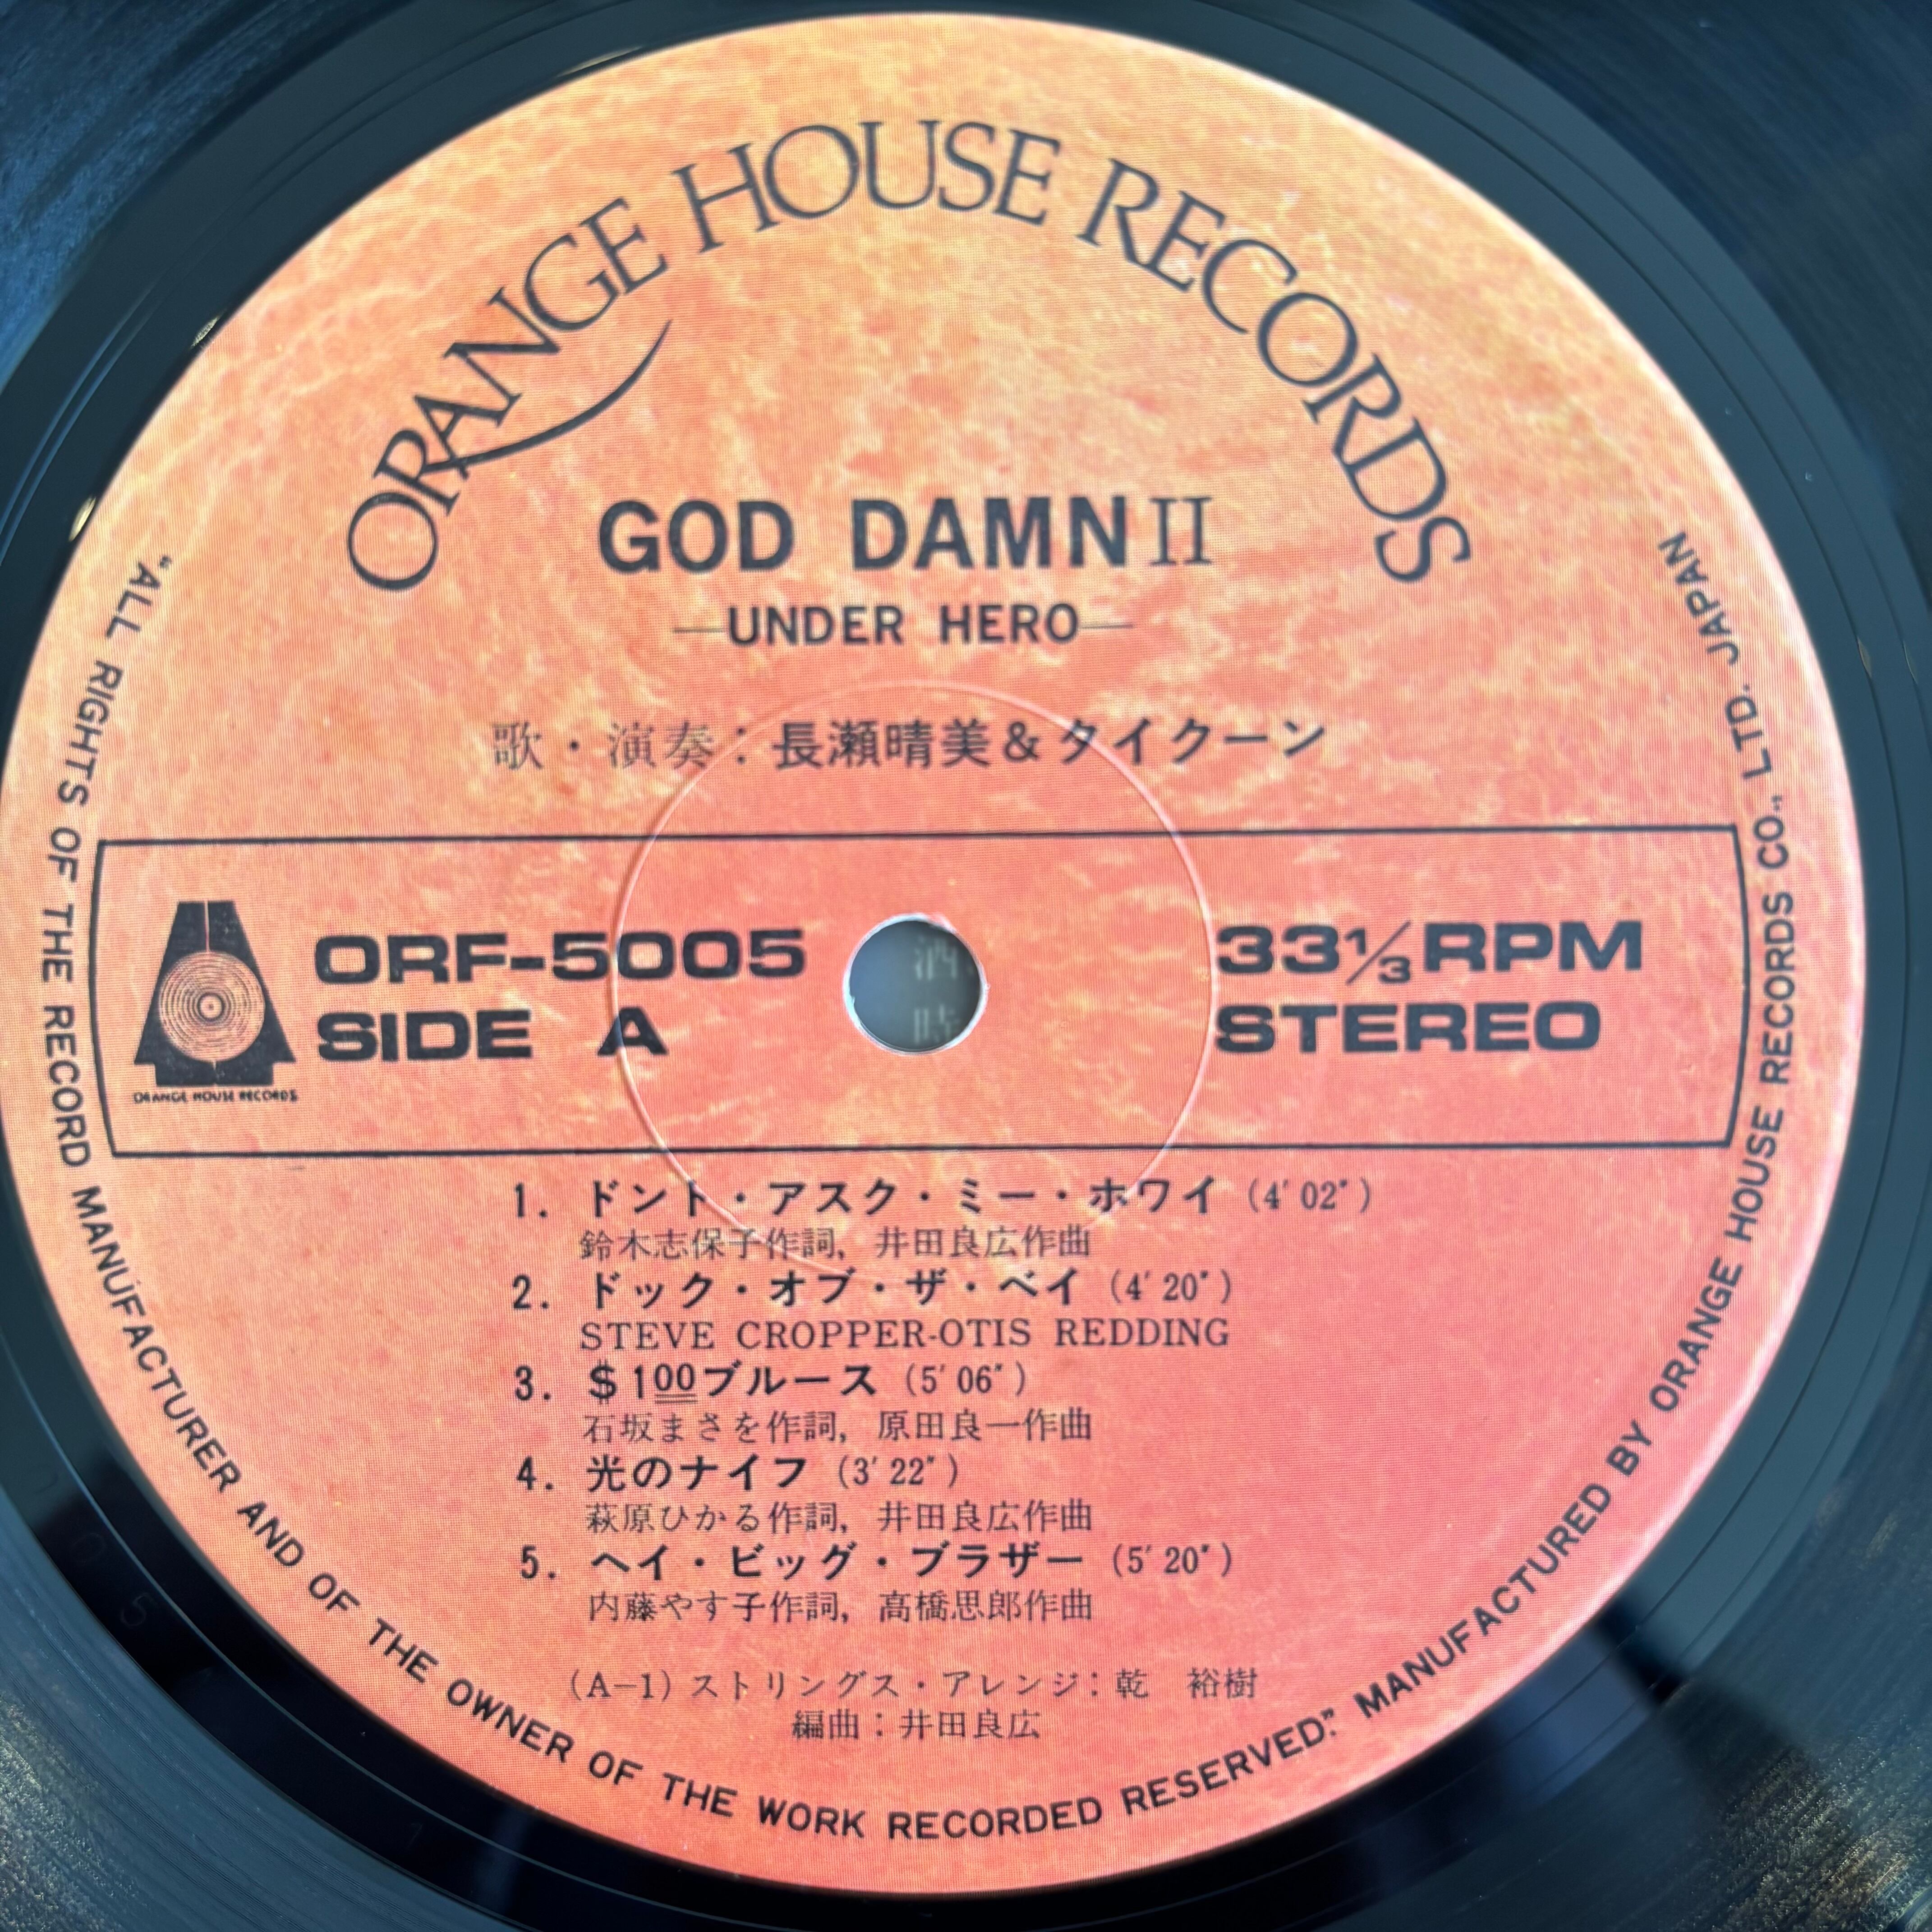 ORANGE HOUSE RECORDS
GOD DAMN II
—UNDER HERO—
歌・演奏：長瀬晴美＆タイクーン
ORF-5005
SIDE A
33⅓ RPM
STEREO
ORANGE HOUSE RECORDS
1. ドント・アスク・ミー・ホワイ (4′02″)
鈴木志保子作詞, 井田良広作曲
2. ドック・オブ・ザ・ベイ (4′20″)
STEVE CROPPER-OTIS REDDING
3. $100ブルース (5′06″)
石坂まさを作詞, 原田良一作曲
4. 光のナイフ (3′22″)
萩原ひかる作詞, 井田良広作曲
5. ヘイ・ビッグ・ブラザー (5′20″)
内藤やす子作詞, 高橋思郎作曲
(A-1) ストリングス・アレンジ：乾 裕樹
編曲：井田良広
"ALL RIGHTS OF THE RECORD MANUFACTURER AND OF THE OWNER OF THE WORK RECORDED RESERVED." MANUFACTURED BY ORANGE HOUSE RECORDS CO., LTD. JAPAN